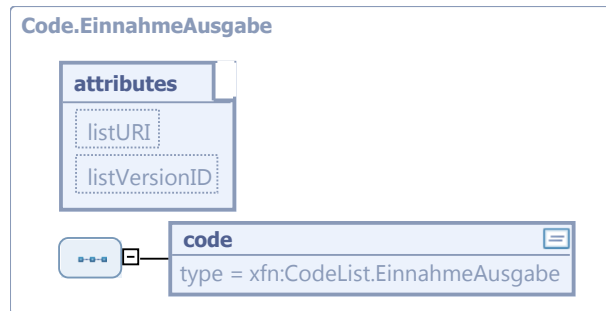 Code.EinnahmeAusgabe
attributes
listURI
listVersionID
code
type = xfn:CodeList.EinnahmeAusgabe